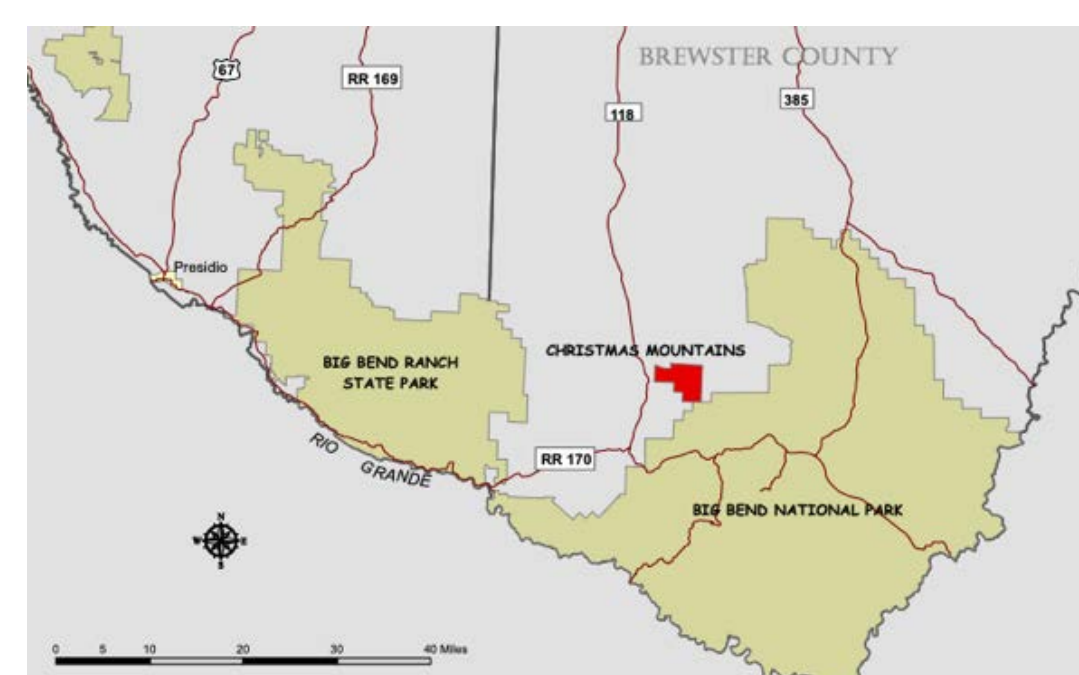 BREWSTER COUNTY
67
RR 169
118
385
Presidio
CHRISTMAS MOUNTAINS
BIG BEND RANCH
STATE PARK
RIO GRANDE
RR 170
BIG BEND NATIONAL PARK
N
W
E
S
0 5 10 20 30 40 Miles